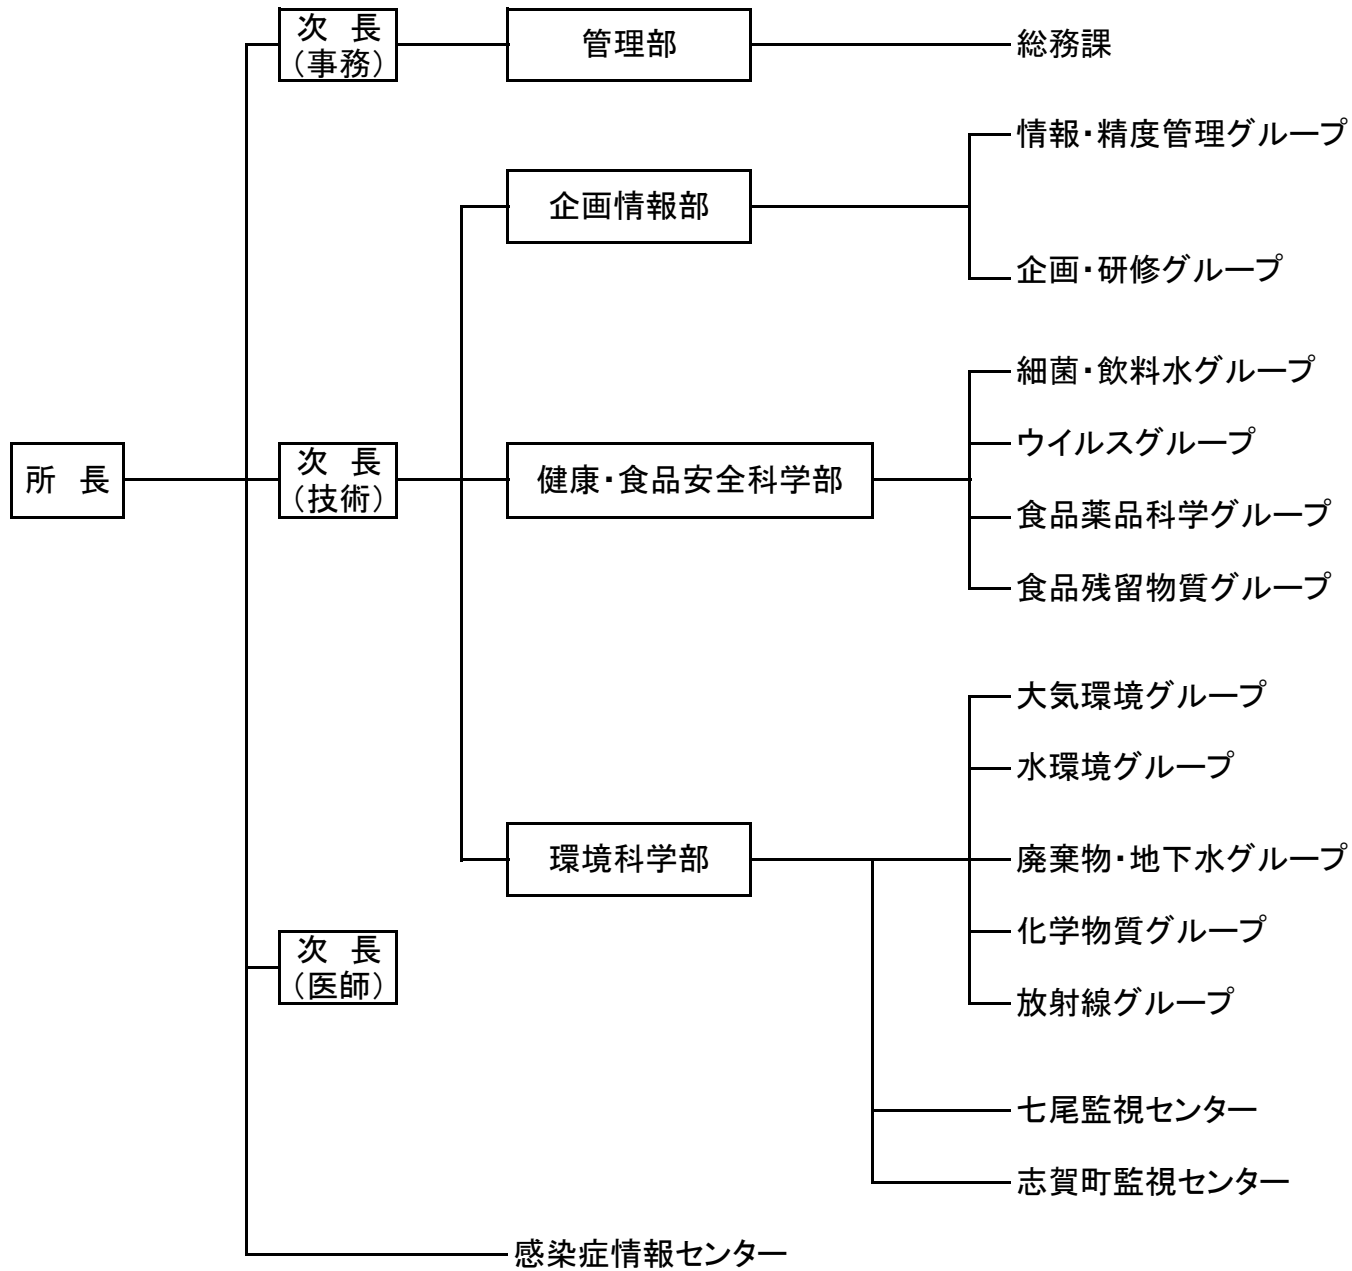 次 長
（事務）
管理部
総務課
情報・精度管理グループ
企画情報部
企画・研修グループ
細菌・飲料水グループ
ウイルスグループ
所 長
次 長
（技術）
健康・食品安全科学部
食品薬品科学グループ
食品残留物質グループ
大気環境グループ
水環境グループ
環境科学部
廃棄物・地下水グループ
化学物質グループ
次 長
（医師）
放射線グループ
七尾監視センター
志賀町監視センター
感染症情報センター